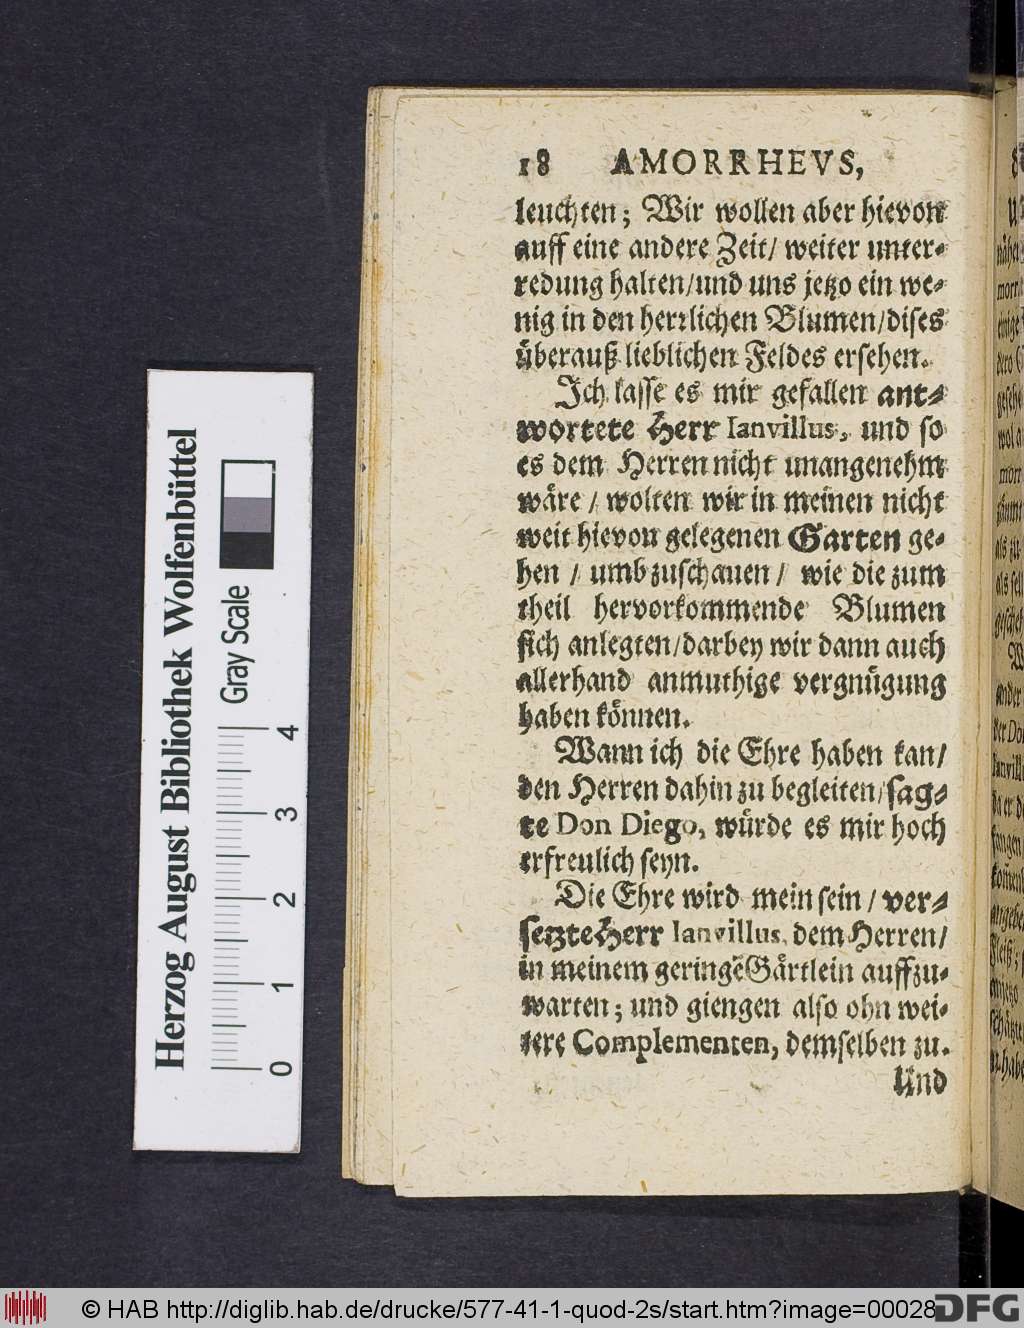 18 AMORRHEVS,
leuchten; Wir wollen aber hievon
auff eine andere Zeit/ weiter unter-
redung halten/und uns jetzo ein we-
nig in den herrlichen Blumen/dises
überauß lieblichen Feldes ersehen.
Ich lasse es mir gefallen ant-
wortete Herr Ianvillus, und so
es dem Herren nicht unangenehm
wäre / wolten wir in meinen nicht
weit hievon gelegenen Garten ge-
hen / umb zuschauen / wie die zum
theil hervorkommende Blumen
sich anlegten/darbey wir dann auch
allerhand anmuthige vergnügung
haben können.
Wann ich die Ehre haben kan/
den Herren dahin zu begleiten/sag-
te Don Diego, würde es mir hoch
erfreulich seyn.
Die Ehre wird mein sein / ver-
setzte Herr Ianvillus, dem Herren/
in meinem geringē Gärtlein auffzu-
warten; und giengen also ohn wei-
tere Complementen, demselben zu.
Und
Herzog August Bibliothek Wolfenbüttel
Gray Scale
0 1 2 3 4
© HAB http://diglib.hab.de/drucke/577-41-1-quod-2s/start.htm?image=00028
DFG